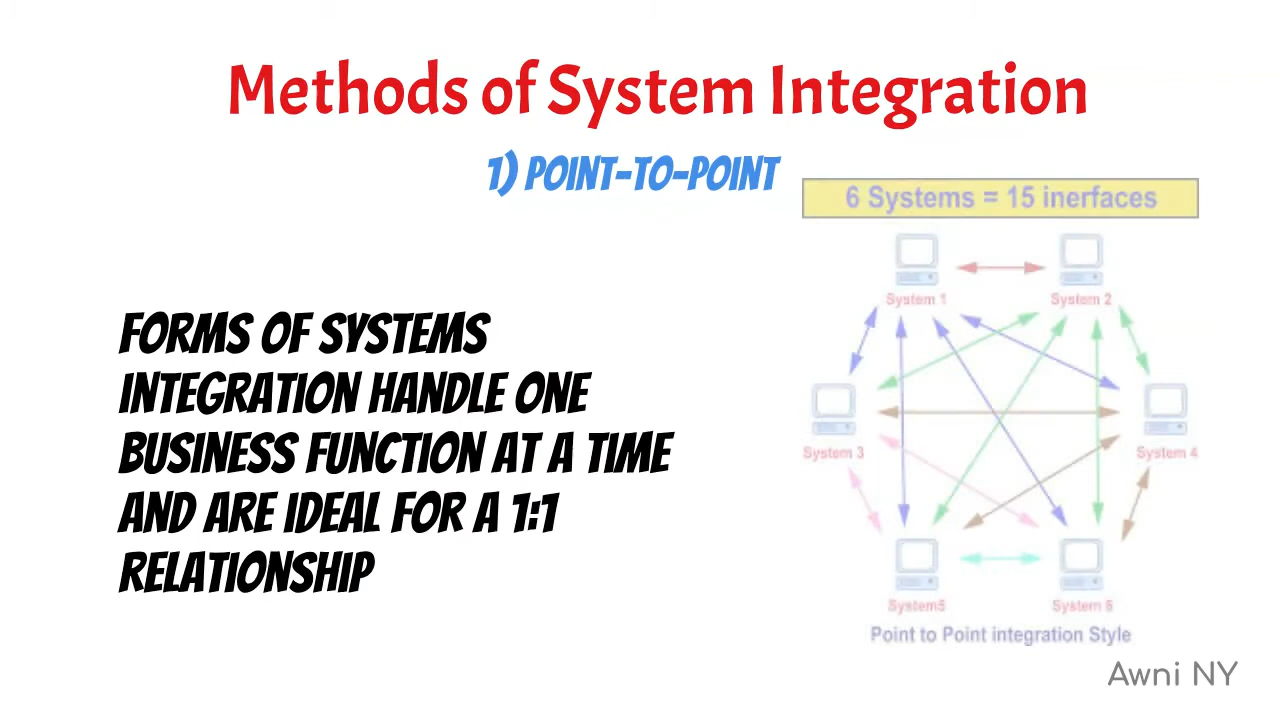 Methods of System Integration
1) POINT-TO-POINT
6 Systems = 15 inerfaces
System 1
System 2
FORMS OF SYSTEMS
INTEGRATION HANDLE ONE
BUSINESS FUNCTION AT A TIME
AND ARE IDEAL FOR A 1:1
RELATIONSHIP
System 3
System 4
System5
System 6
Point to Point integration Style
Awni NY